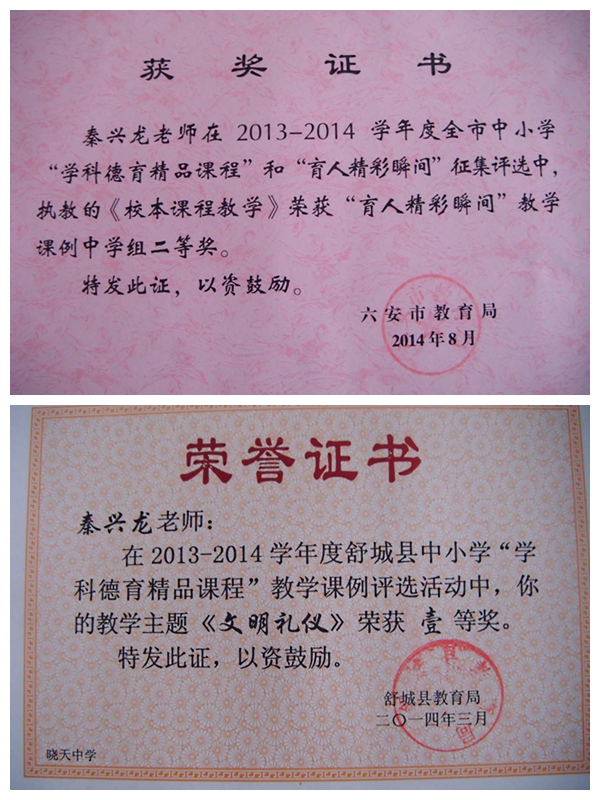 获奖证书
秦兴龙老师在 2013-2014 学年度全市中小学
“学科德育精品课程”和“育人精彩瞬间”征集评选中，
执教的《校本课程教学》荣获“育人精彩瞬间”教学
课例中学组二等奖。
特发此证，以资鼓励。
六安市教育局
2014年8月
荣誉证书
秦兴龙老师：
在2013-2014学年度舒城县中小学“学
科德育精品课程”教学课例评选活动中，你
的教学主题《文明礼仪》荣获 壹 等奖。
特发此证，以资鼓励。
舒城县教育局
二〇一四年三月
晓天中学